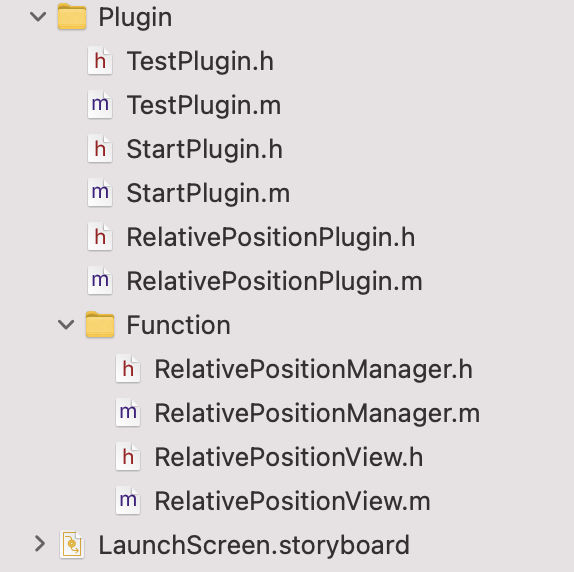 Plugin
h TestPlugin.h
m TestPlugin.m
h StartPlugin.h
m StartPlugin.m
h RelativePositionPlugin.h
m RelativePositionPlugin.m
Function
h RelativePositionManager.h
m RelativePositionManager.m
h RelativePositionView.h
m RelativePositionView.m
LaunchScreen.storyboard